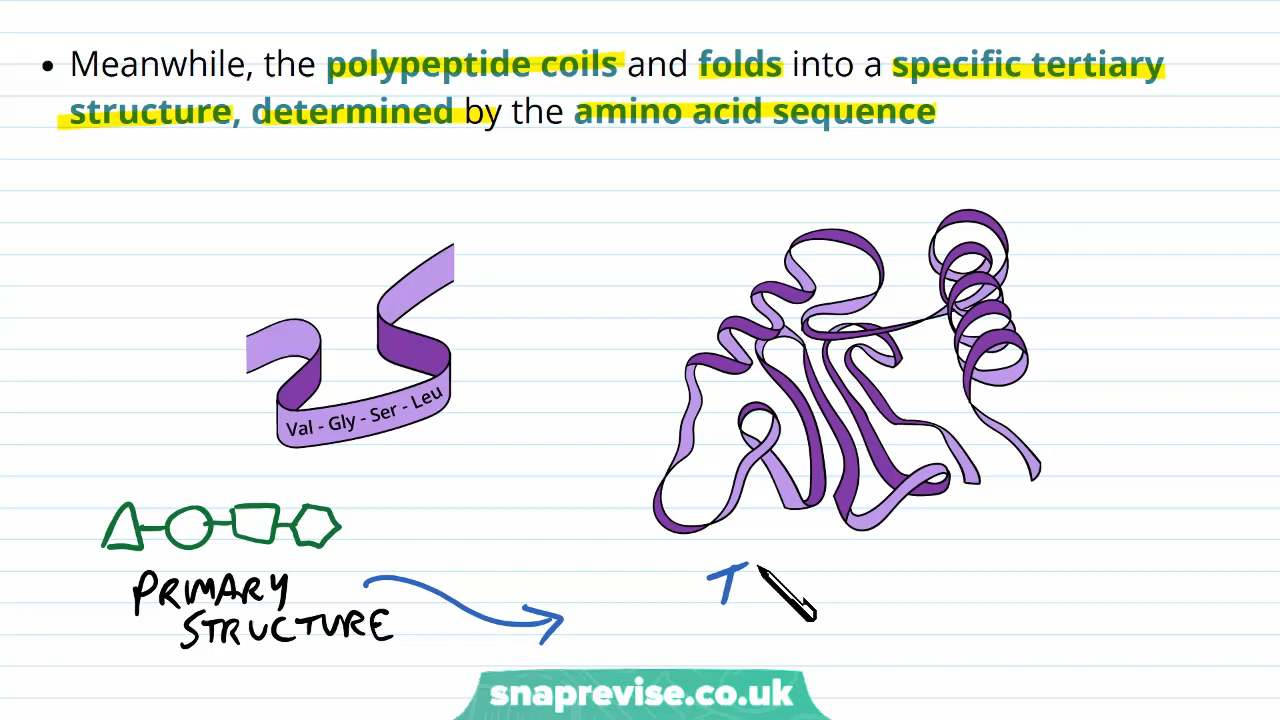 • Meanwhile, the polypeptide coils and folds into a specific tertiary
structure, determined by the amino acid sequence
Val - Gly - Ser - Leu
PRIMARY
STRUCTURE
T
snaprevise.co.uk